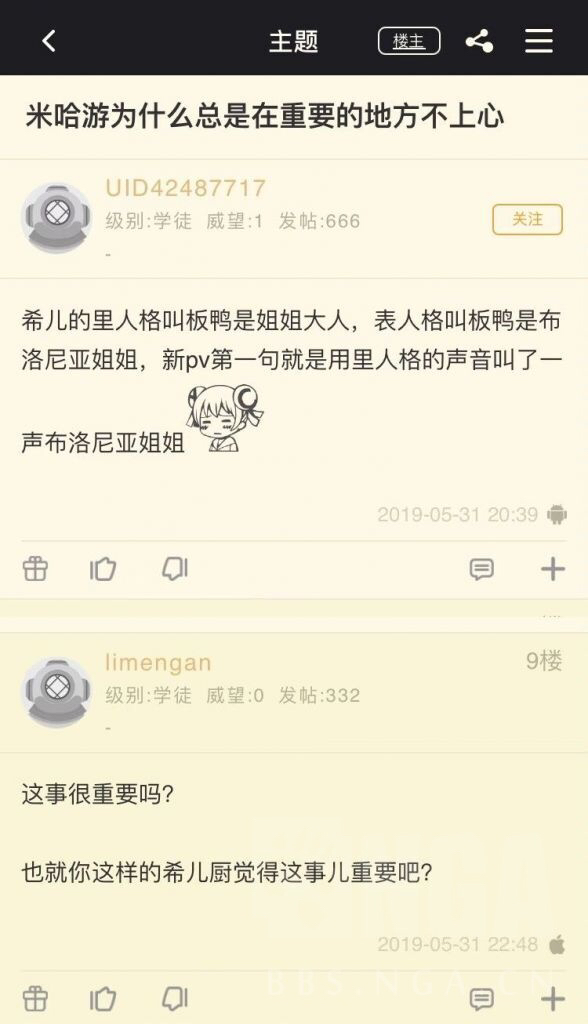 主题
楼主
米哈游为什么总是在重要的地方不上心
UID42487717
级别:学徒 威望:1 发帖:666
关注
-
希儿的里人格叫板鸭是姐姐大人，表人格叫板鸭是布
洛尼亚姐姐，新pv第一句就是用里人格的声音叫了一
声布洛尼亚姐姐
2019-05-31 20:39
limengan
9楼
级别:学徒 威望:0 发帖:332
-
这事很重要吗？
也就你这样的希儿厨觉得这事儿重要吧？
2019-05-31 22:48
NGA
BBS.NGA.CN